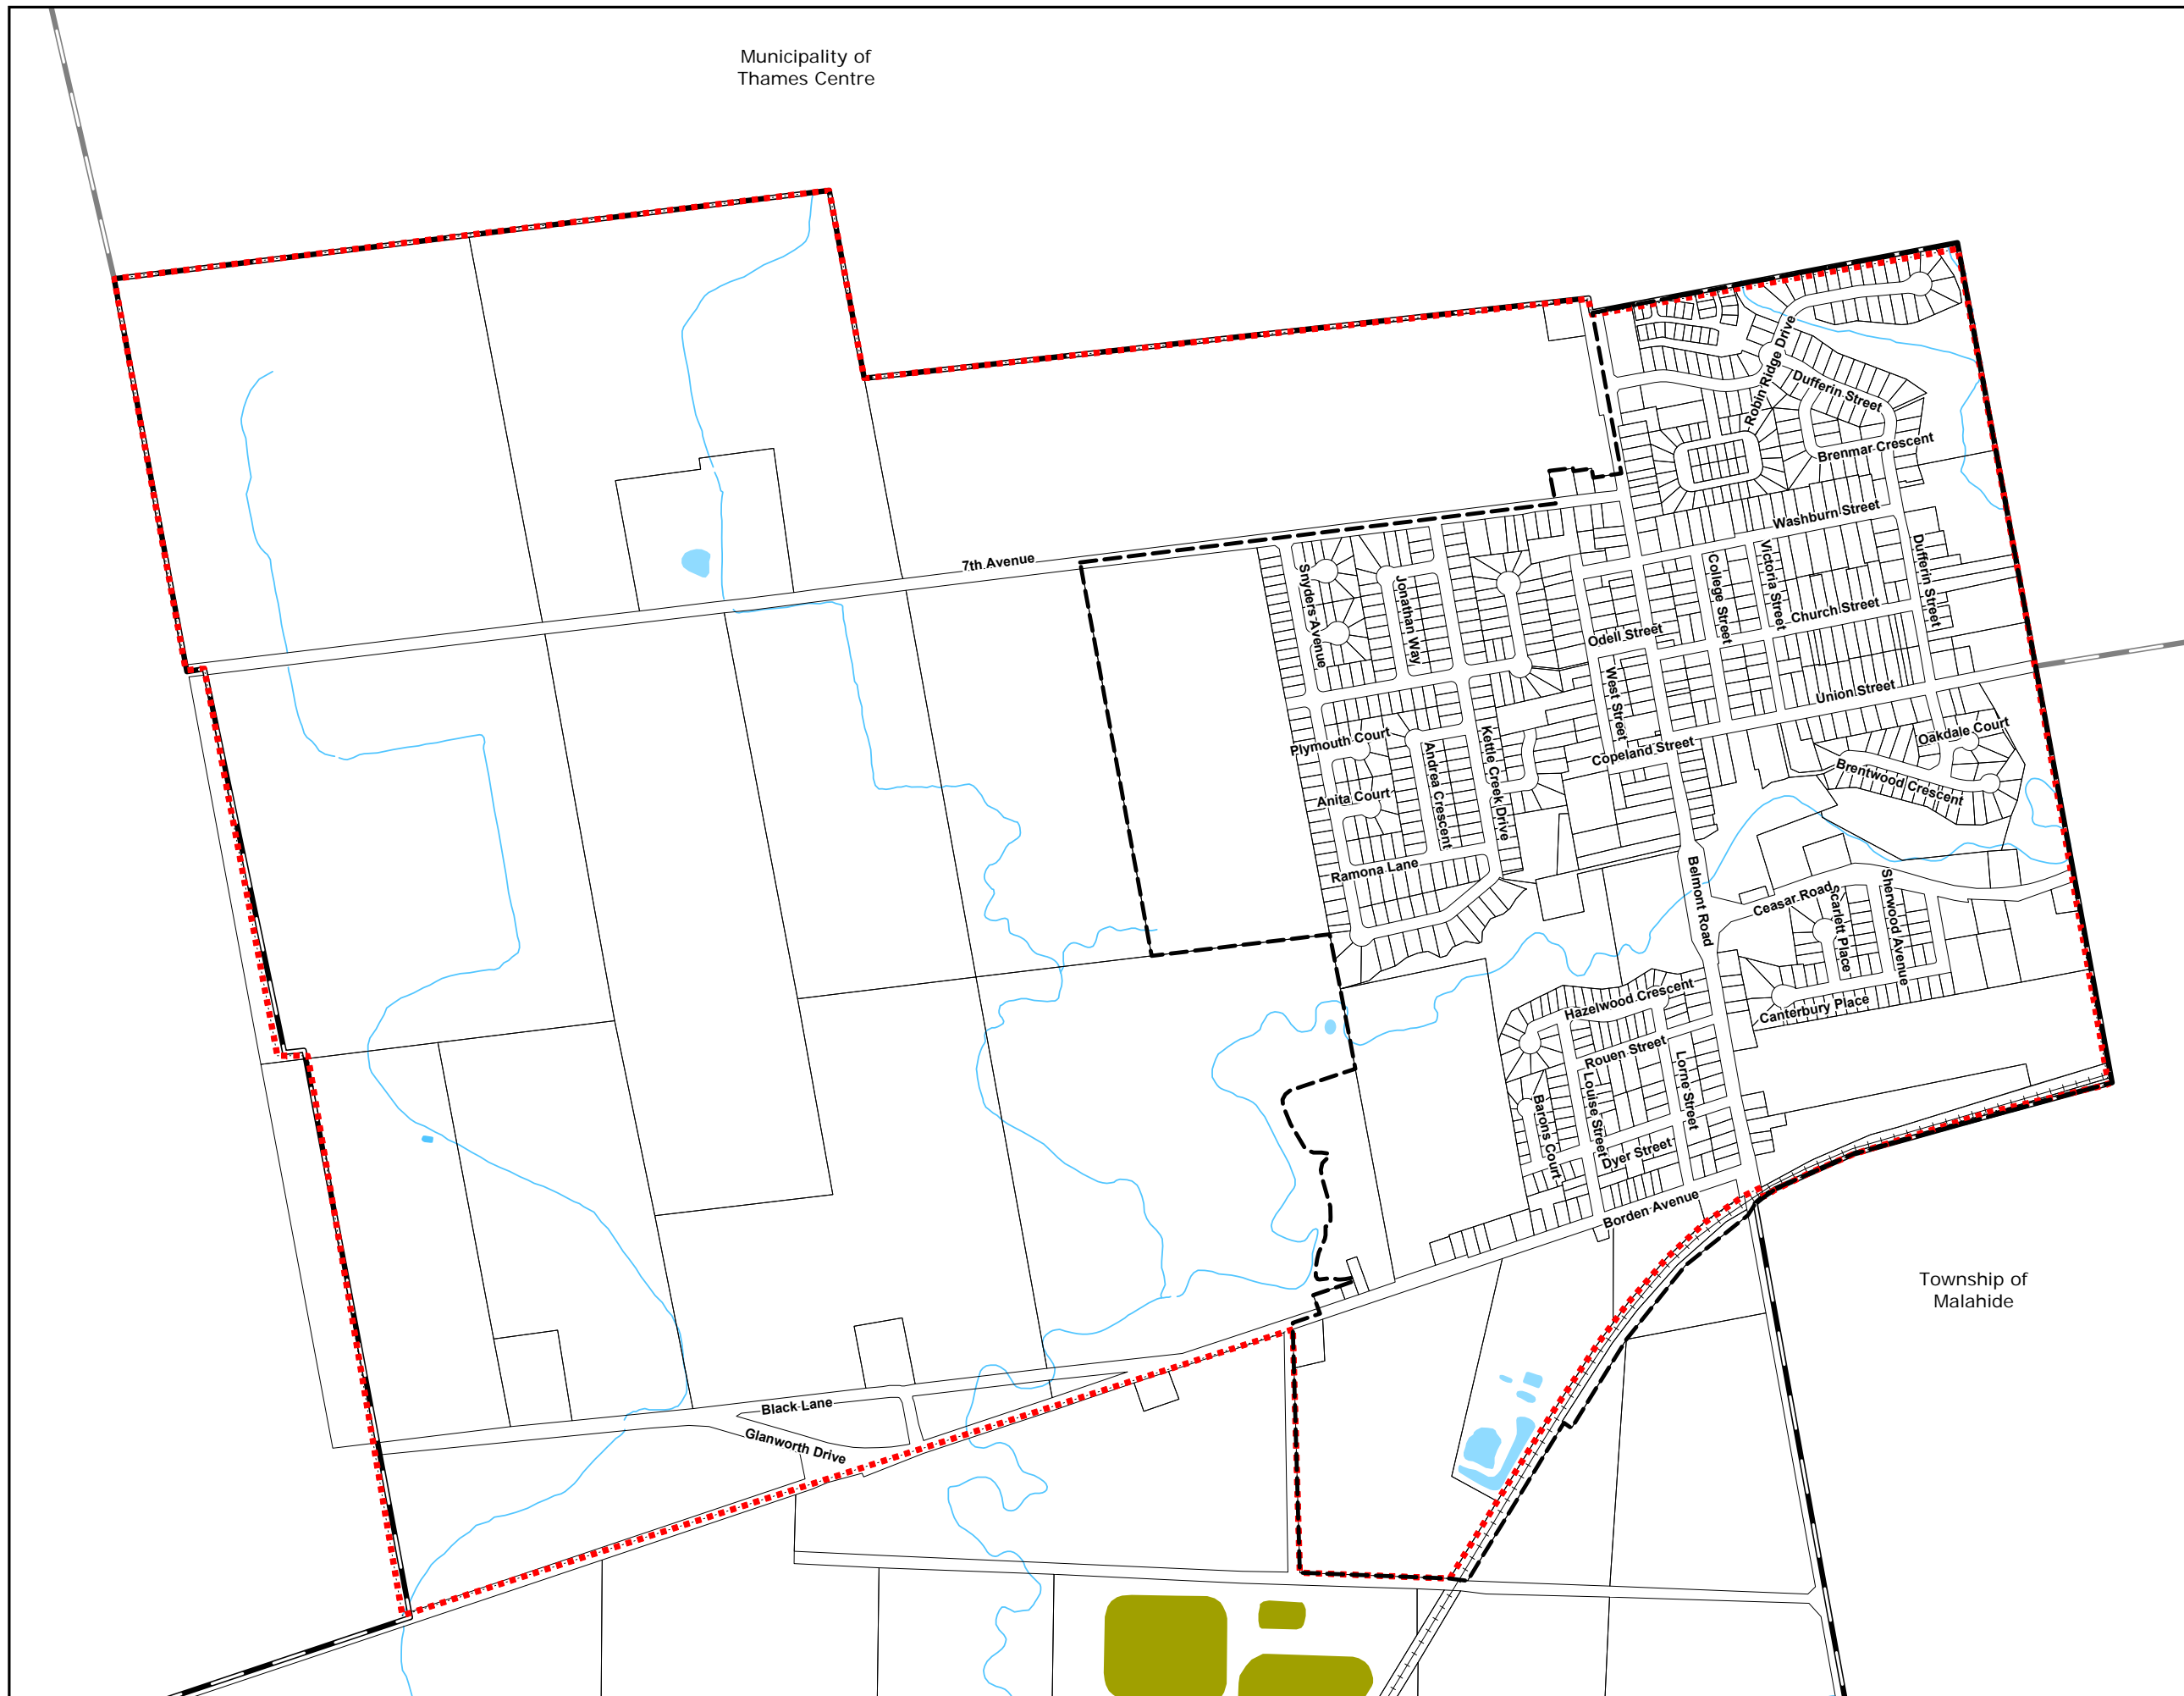 Municipality of
Thames Centre
Robin Ridge Drive
Dufferin Street
Brenmar Crescent
Washburn Street
7th Avenue
Snyders Avenue
Jonathan Way
College Street
Victoria Street
Dufferin Street
Church Street
Odell Street
West Street
Union Street
Plymouth Court
Andrea Crescent
Kettle Creek Drive
Copeland Street
Oakdale Court
Brentwood Crescent
Anita Court
Ramona Lane
Belmont Road
Ceasar Road
Scarlett Place
Sherwood Avenue
Hazelwood Crescent
Canterbury Place
Rouen Street
Lorne Street
Louise Street
Barons Court
Dyer Street
Borden Avenue
Township of
Malahide
Black Lane
Glanworth Drive